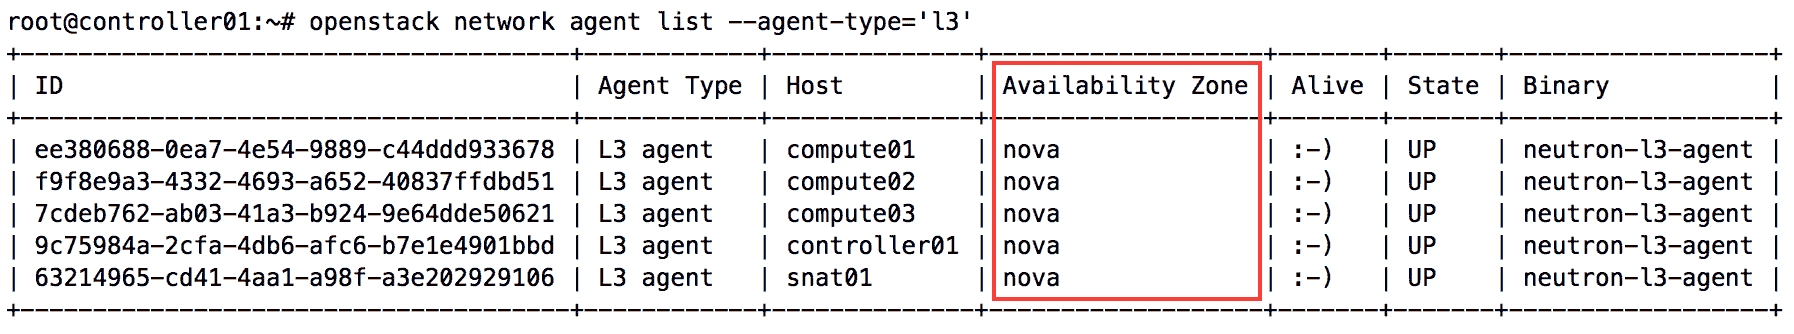 root@controller01:~# openstack network agent list --agent-type='l3'
+--------------------------------------+------------+--------------+-------------------+-------+-------+------------------+
| ID                                   | Agent Type | Host         | Availability Zone | Alive | State | Binary           |
+--------------------------------------+------------+--------------+-------------------+-------+-------+------------------+
| ee380688-0ea7-4e54-9889-c44ddd933678 | L3 agent   | compute01    | nova              | :-)   | UP    | neutron-l3-agent |
| f9f8e9a3-4332-4693-a652-40837ffdbd51 | L3 agent   | compute02    | nova              | :-)   | UP    | neutron-l3-agent |
| 7cdeb762-ab03-41a3-b924-9e64dde50621 | L3 agent   | compute03    | nova              | :-)   | UP    | neutron-l3-agent |
| 9c75984a-2cfa-4db6-afc6-b7e1e4901bbd | L3 agent   | controller01 | nova              | :-)   | UP    | neutron-l3-agent |
| 63214965-cd41-4aa1-a98f-a3e202929106 | L3 agent   | snat01       | nova              | :-)   | UP    | neutron-l3-agent |
+--------------------------------------+------------+--------------+-------------------+-------+-------+------------------+